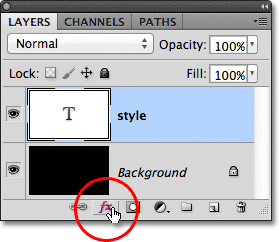 LAYERS CHANNELS PATHS
Normal Opacity: 100%
Lock: Fill: 100%
T style
Background
fx